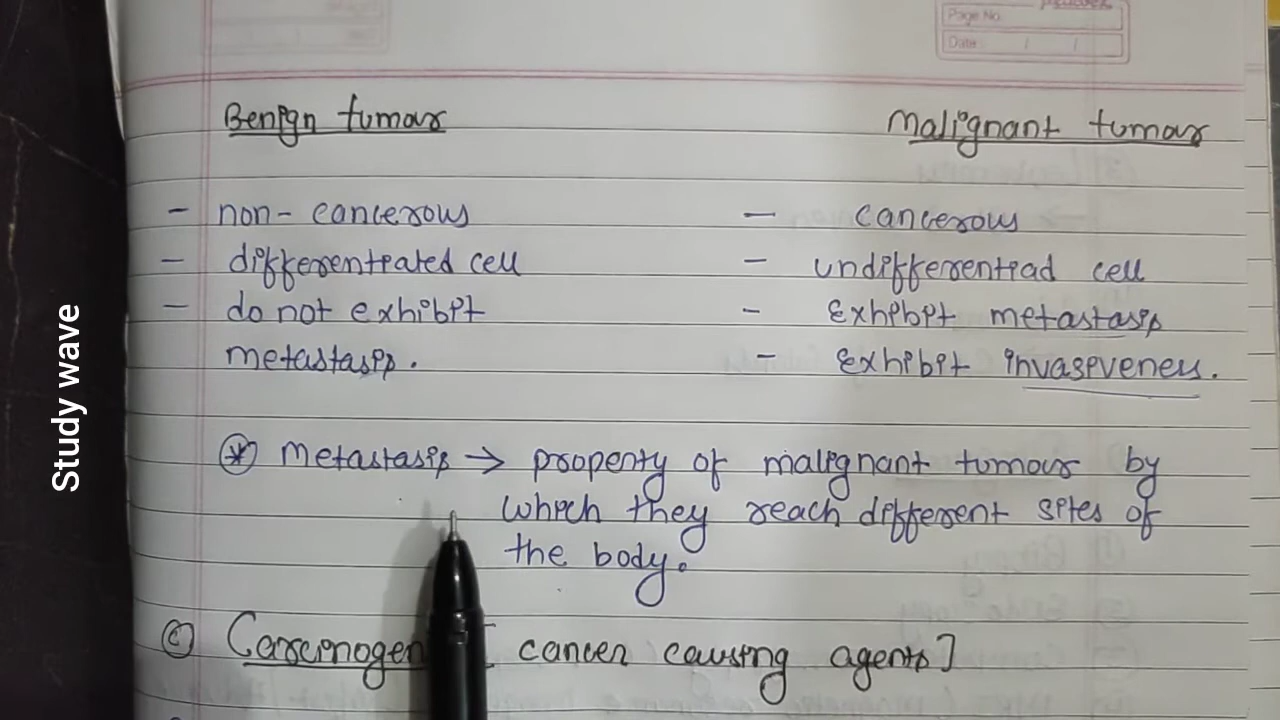 Page No.
Date / /
Benign tumar
Malignant tumar
- non-cancerous
- cancerous
- differentiated cell
- undifferentiad cell
- do not exhibit
metastasis.
- Exhibit metastasis
- Exhibit invasiveness.
* Metastasis → property of malignant tumour by
which they reach different sites of
the body.
(c) Carcinogen [ cancer causing agents]
Study wave